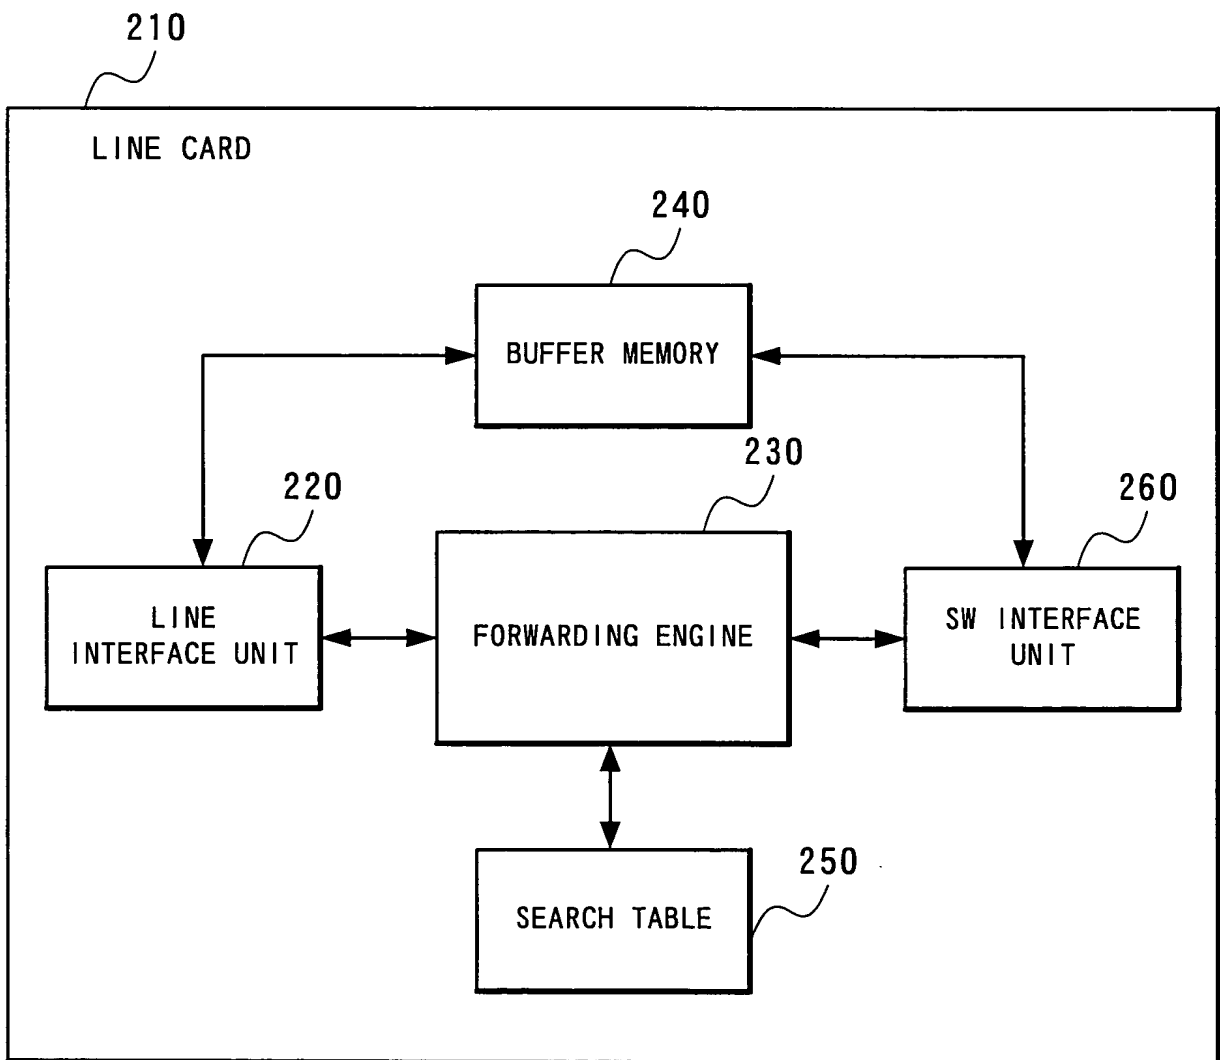 210
LINE CARD
240
BUFFER MEMORY
230
220
260
LINE
INTERFACE UNIT
FORWARDING ENGINE
SW INTERFACE
UNIT
250
SEARCH TABLE